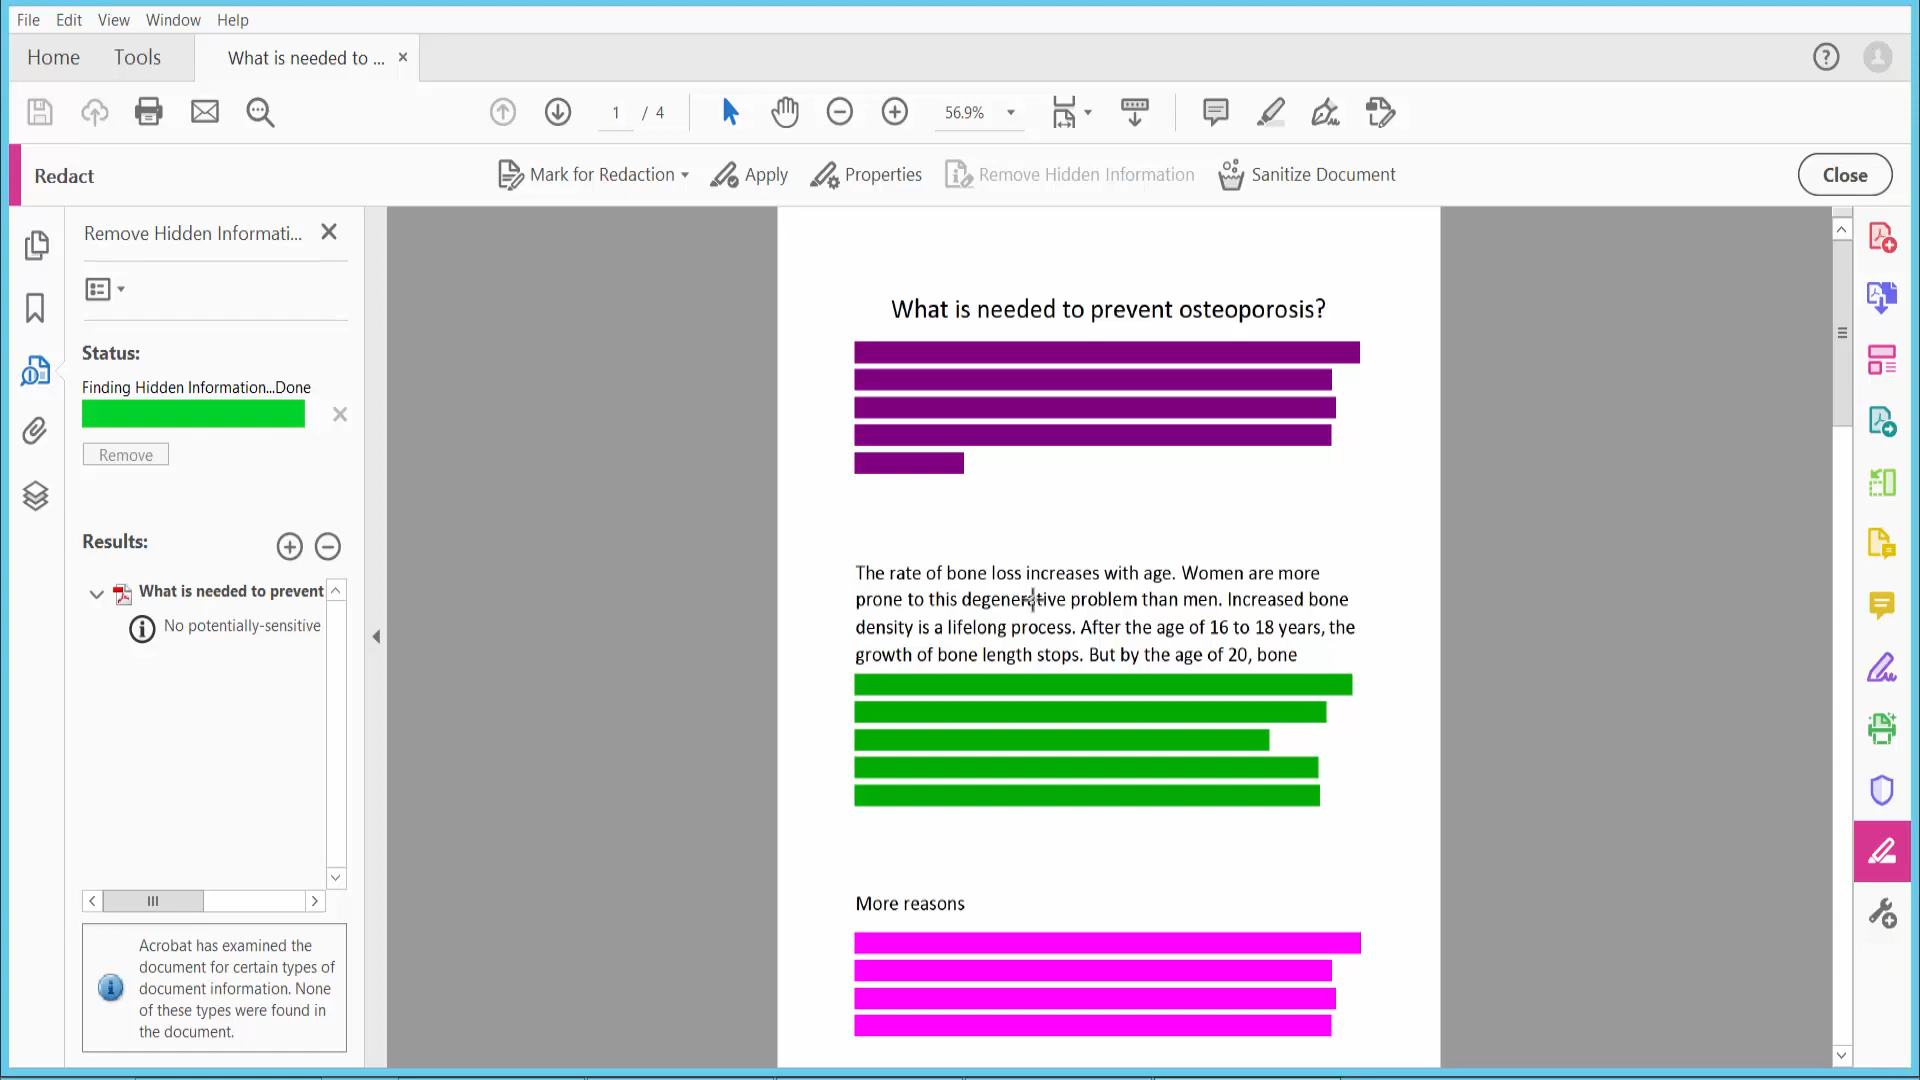 File Edit View Window Help
Home Tools What is needed to ... ×
1 / 4 56.9%
Redact Mark for Redaction Apply Properties Remove Hidden Information Sanitize Document Close
Remove Hidden Informati...
Status:
Finding Hidden Information...Done
Remove
Results:
What is needed to prevent
No potentially-sensitive
Acrobat has examined the
document for certain types of
document information. None
of these types were found in
the document.
What is needed to prevent osteoporosis?
The rate of bone loss increases with age. Women are more
prone to this degenerative problem than men. Increased bone
density is a lifelong process. After the age of 16 to 18 years, the
growth of bone length stops. But by the age of 20, bone
More reasons